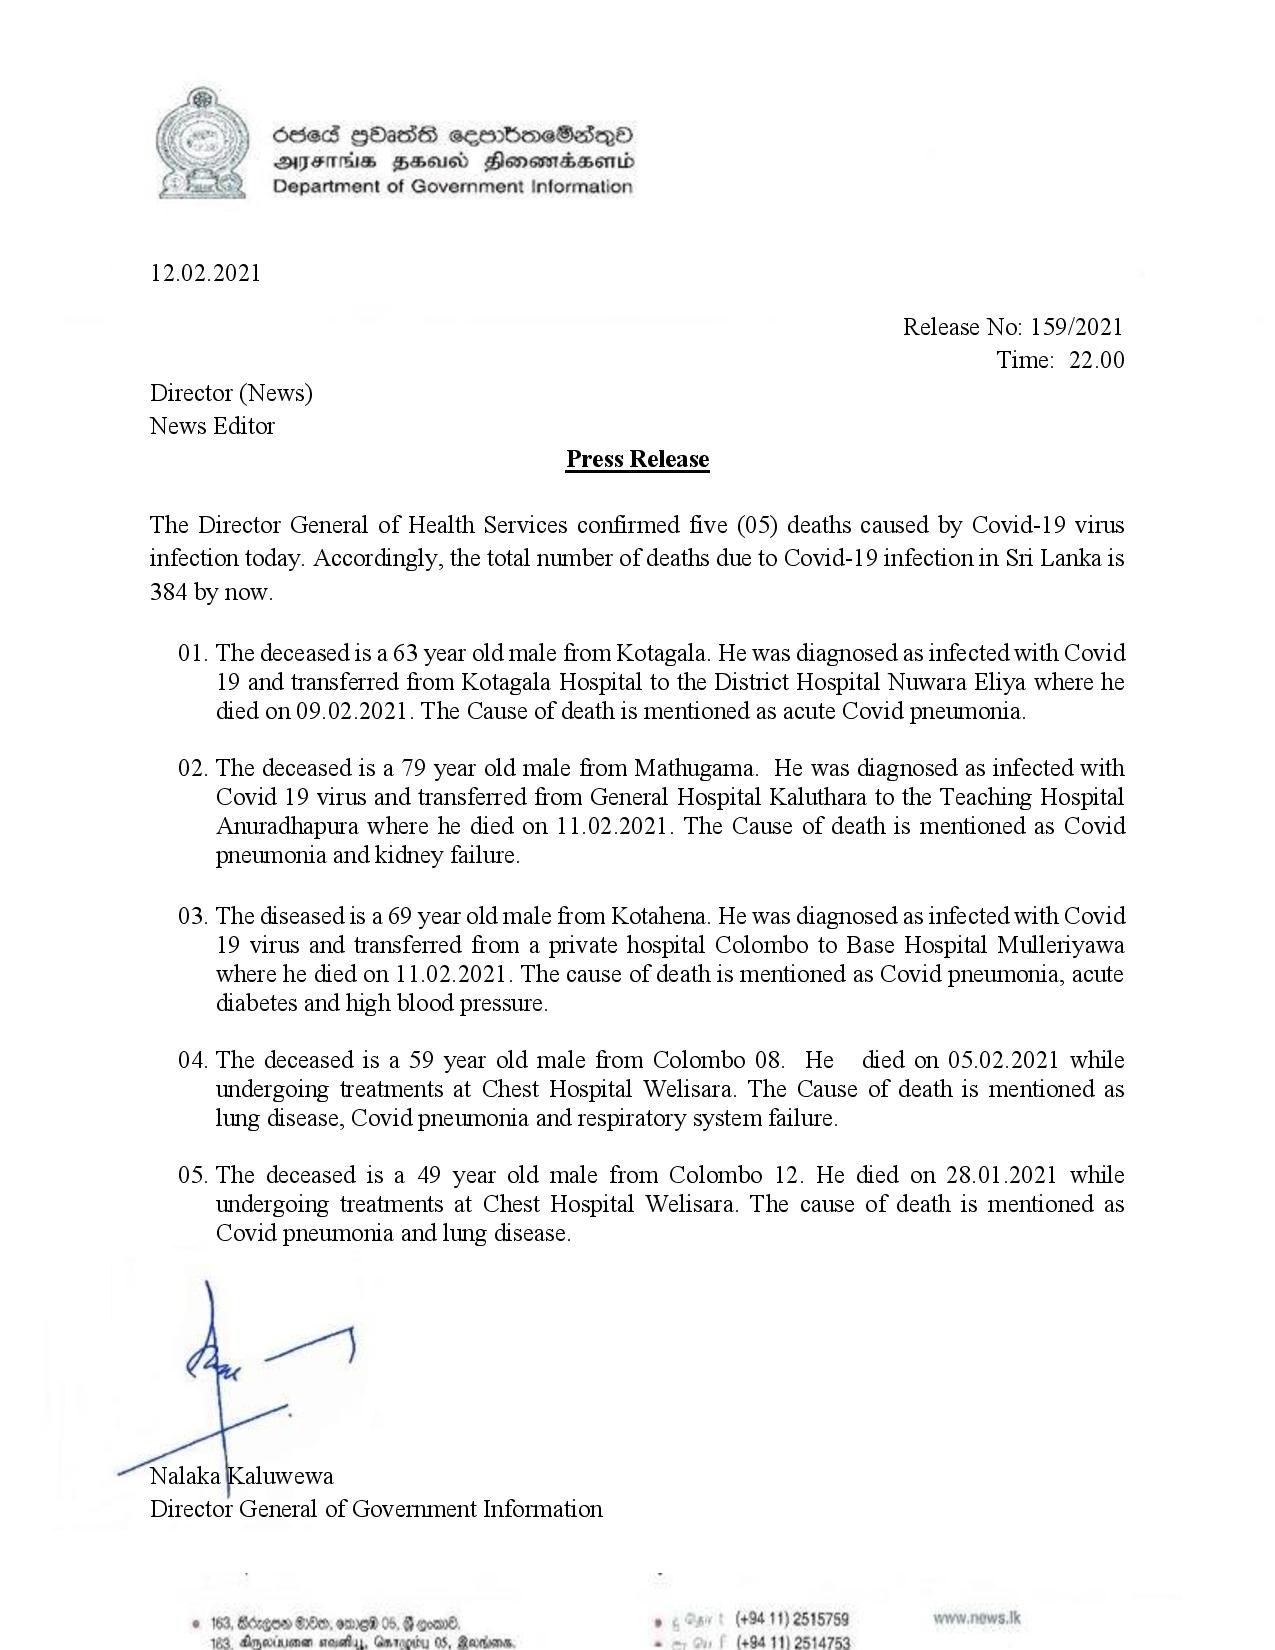 රජයේ ප්‍රවෘත්ති දෙපාර්තමේන්තුව
அரசாங்க தகவல் திணைக்களம்
Department of Government Information
12.02.2021
Release No: 159/2021
Time: 22.00
Director (News)
News Editor
Press Release
The Director General of Health Services confirmed five (05) deaths caused by Covid-19 virus
infection today. Accordingly, the total number of deaths due to Covid-19 infection in Sri Lanka is
384 by now.
01. The deceased is a 63 year old male from Kotagala. He was diagnosed as infected with Covid
19 and transferred from Kotagala Hospital to the District Hospital Nuwara Eliya where he
died on 09.02.2021. The Cause of death is mentioned as acute Covid pneumonia.
02. The deceased is a 79 year old male from Mathugama. He was diagnosed as infected with
Covid 19 virus and transferred from General Hospital Kaluthara to the Teaching Hospital
Anuradhapura where he died on 11.02.2021. The Cause of death is mentioned as Covid
pneumonia and kidney failure.
03. The diseased is a 69 year old male from Kotahena. He was diagnosed as infected with Covid
19 virus and transferred from a private hospital Colombo to Base Hospital Mulleriyawa
where he died on 11.02.2021. The cause of death is mentioned as Covid pneumonia, acute
diabetes and high blood pressure.
04. The deceased is a 59 year old male from Colombo 08. He died on 05.02.2021 while
undergoing treatments at Chest Hospital Welisara. The Cause of death is mentioned as
lung disease, Covid pneumonia and respiratory system failure.
05. The deceased is a 49 year old male from Colombo 12. He died on 28.01.2021 while
undergoing treatments at Chest Hospital Welisara. The cause of death is mentioned as
Covid pneumonia and lung disease.
Nalaka Kaluwewa
Director General of Government Information
163, කිරුලපන මාවත, කොළඹ 05, ශ්‍රී ලංකාව.
163, கிருலப்பனை எவனியூ, கொழும்பு 05, இலங்கை.
(+94 11) 2515759
(+94 11) 2514753
www.news.lk